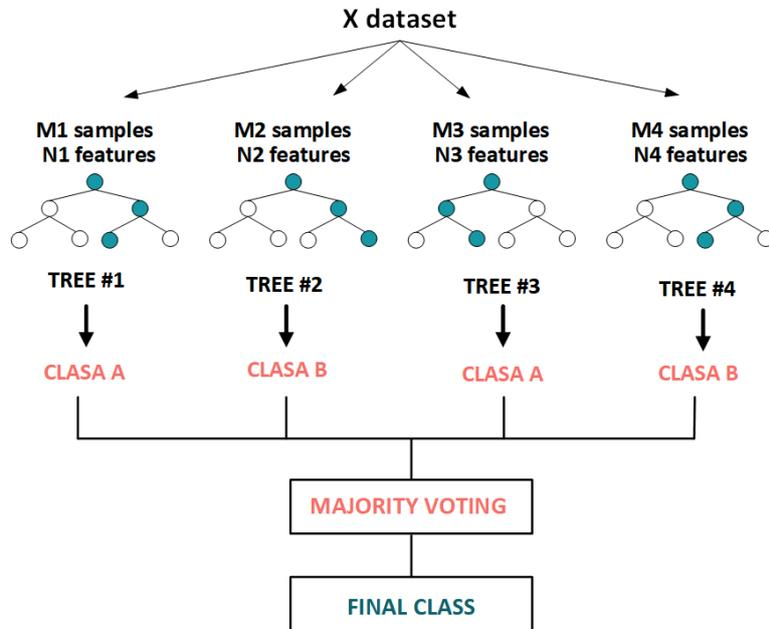 X dataset
M1 samples
N1 features
M2 samples
N2 features
M3 samples
N3 features
M4 samples
N4 features
TREE #1
TREE #2
TREE #3
TREE #4
CLASA A
CLASA B
CLASA A
CLASA B
MAJORITY VOTING
FINAL CLASS